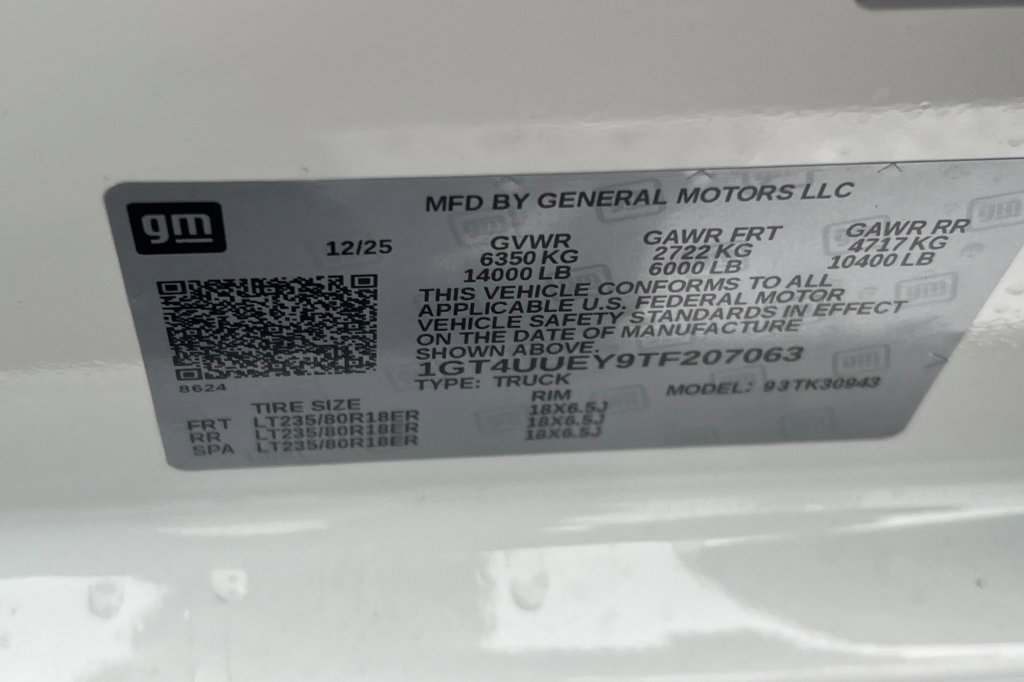 gm
MFD BY GENERAL MOTORS LLC
12/25
GVWR GAWR FRT GAWR RR
6350 KG 2722 KG 4717 KG
14000 LB 6000 LB 10400 LB
THIS VEHICLE CONFORMS TO ALL
APPLICABLE U.S. FEDERAL MOTOR
VEHICLE SAFETY STANDARDS IN EFFECT
ON THE DATE OF MANUFACTURE
SHOWN ABOVE.
1GT4UUEY9TF207063
8624
TYPE: TRUCK MODEL: 93TK30943
TIRE SIZE RIM
FRT LT235/80R18ER 18X6.5J
RR LT235/80R18ER 18X6.5J
SPA LT235/80R18ER 18X6.5J